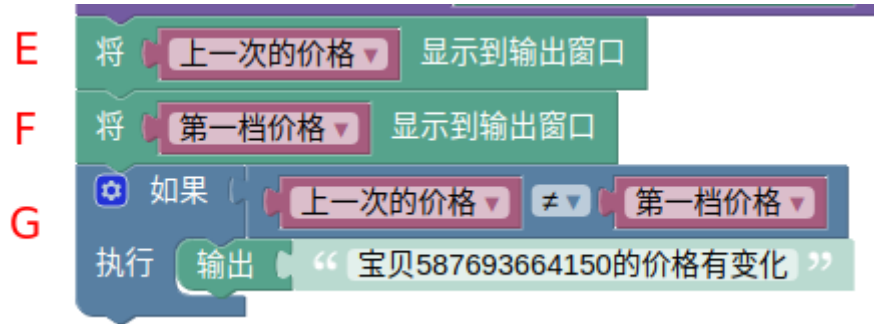 E 将 上一次的价格 显示到输出窗口
F 将 第一档价格 显示到输出窗口
G 如果 上一次的价格 ≠ 第一档价格
执行 输出 “ 宝贝587693664150的价格有变化 ”